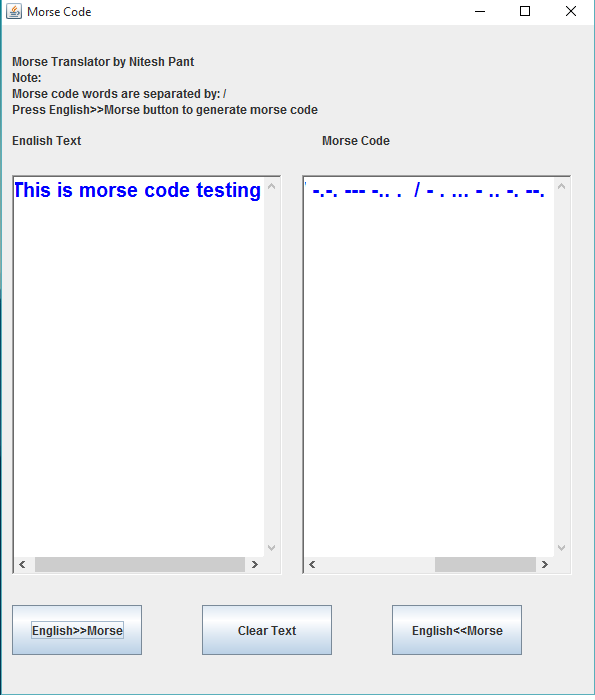 Morse Code
Morse Translator by Nitesh Pant
Note:
Morse code words are separated by: /
Press English>>Morse button to generate morse code
English Text
Morse Code
This is morse code testing
-.-. --- -.. .  / - . ... - .. -. --.
English>>Morse
Clear Text
English<<Morse